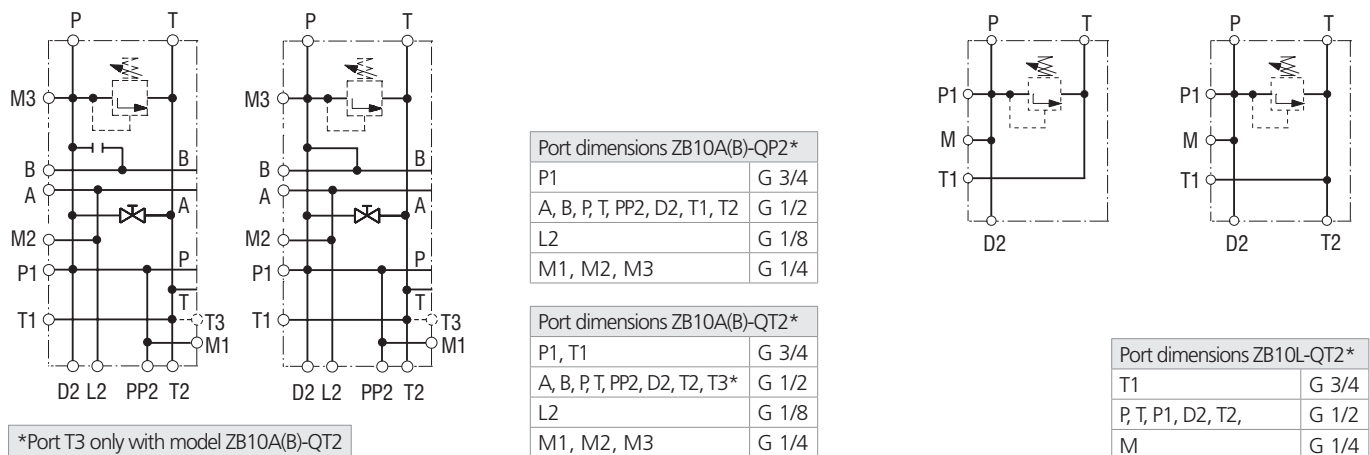 P T
M3
B B
A
A
M2
P1 P
T
T1 T3
M1
D2 L2 PP2 T2
*Port T3 only with model ZB10A(B)-QT2
P T
M3
B B
A
A
M2
P1 P
T
T1 T3
M1
D2 L2 PP2 T2
Port dimensions ZB10A(B)-QP2*
P1 G 3/4
A, B, P, T, PP2, D2, T1, T2 G 1/2
L2 G 1/8
M1, M2, M3 G 1/4
Port dimensions ZB10A(B)-QT2*
P1, T1 G 3/4
A, B, P, T, PP2, D2, T2, T3* G 1/2
L2 G 1/8
M1, M2, M3 G 1/4
P T
P1
M
T1
D2
P T
P1
M
T1
D2 T2
Port dimensions ZB10L-QT2*
T1 G 3/4
P, T, P1, D2, T2, G 1/2
M G 1/4